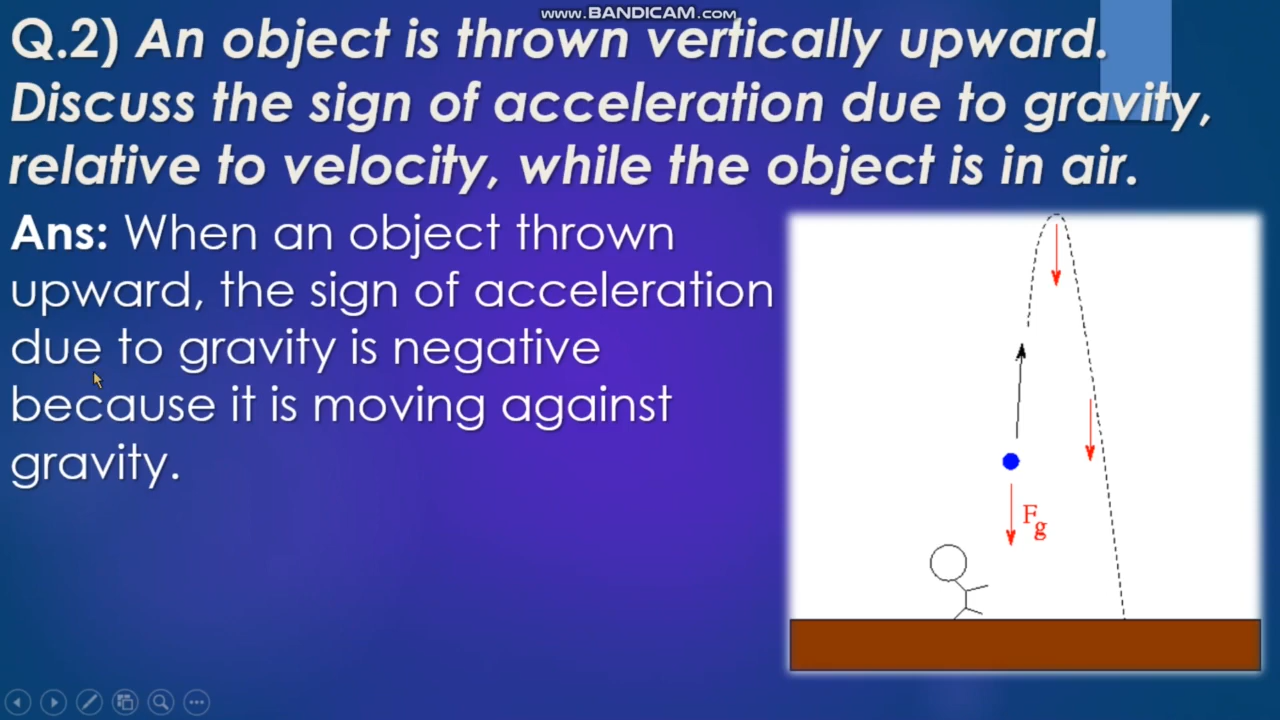 www.BANDICAM.com
Q.2) An object is thrown vertically upward.
Discuss the sign of acceleration due to gravity,
relative to velocity, while the object is in air.
Ans: When an object thrown
upward, the sign of acceleration
due to gravity is negative
because it is moving against
gravity.
F
g